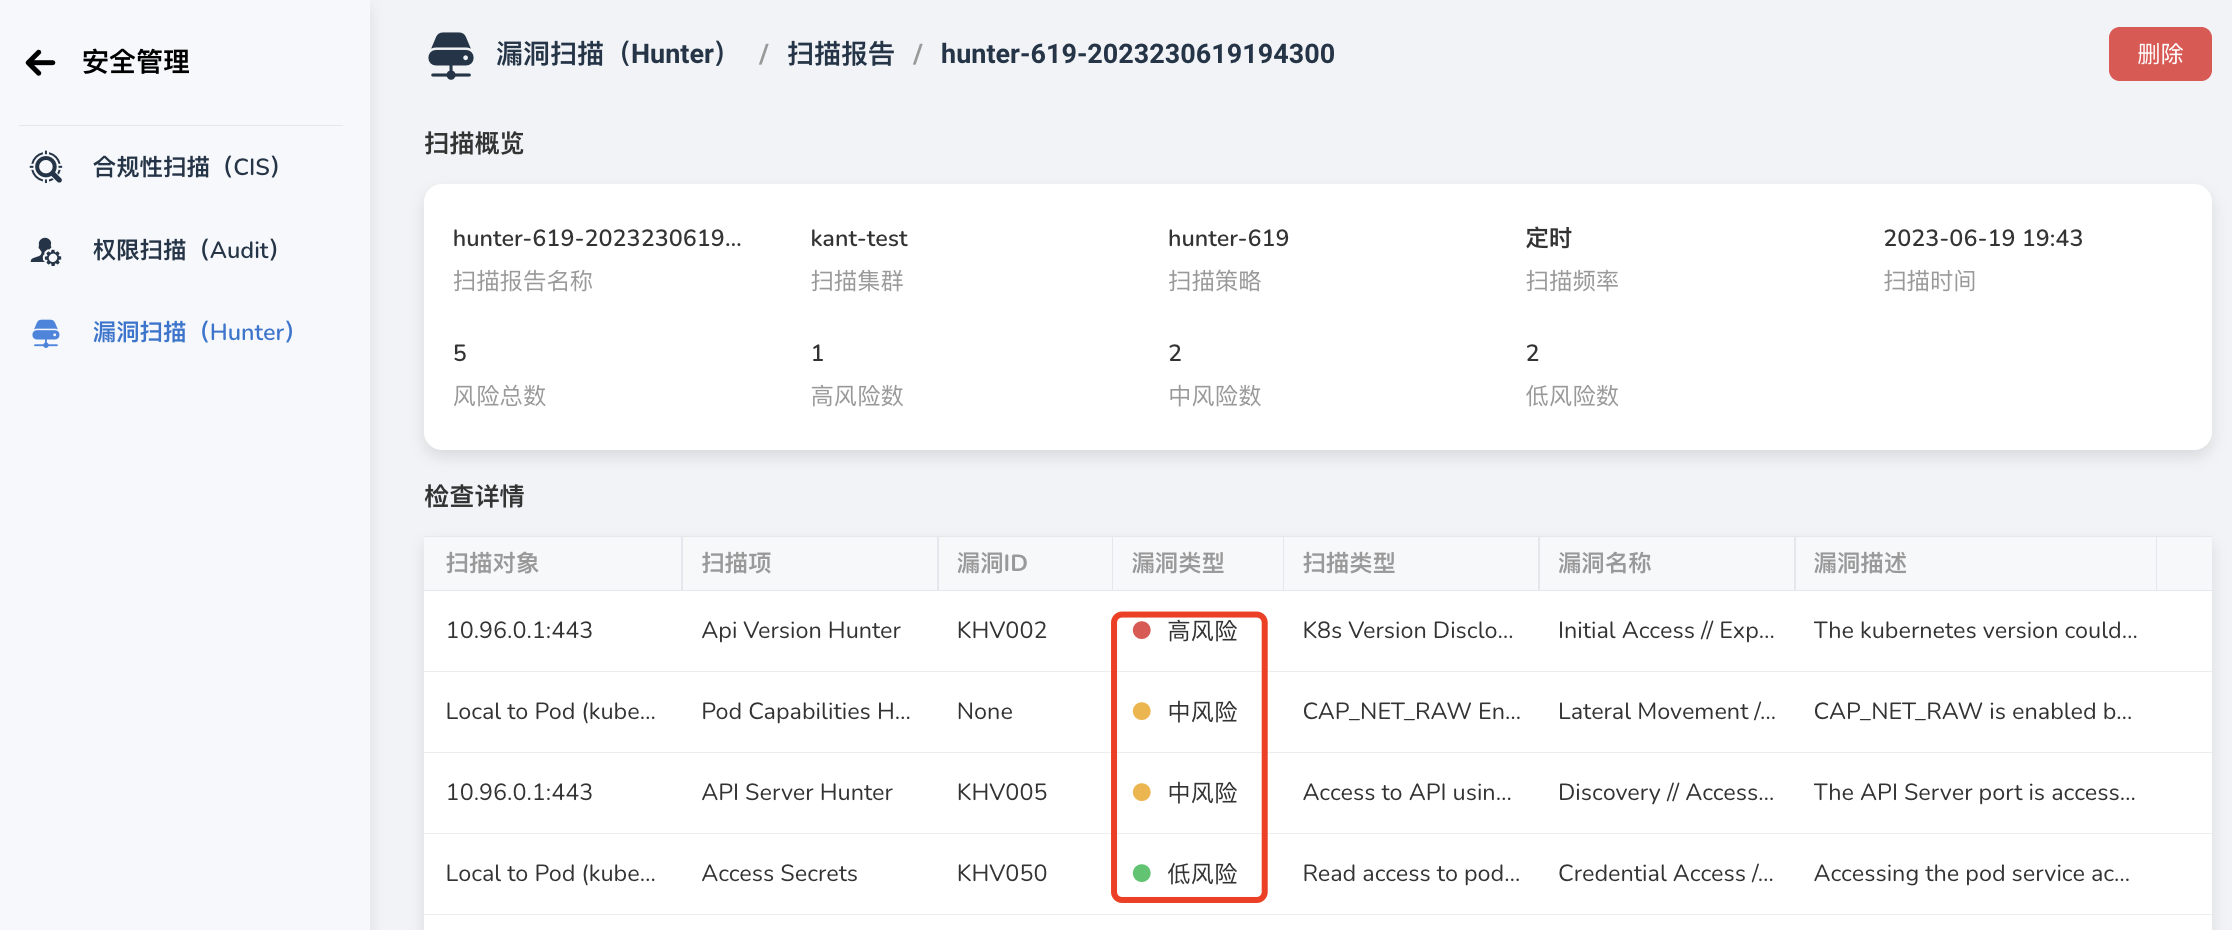 安全管理
合规性扫描（CIS）
权限扫描（Audit）
漏洞扫描（Hunter）
漏洞扫描（Hunter） / 扫描报告 / hunter-619-2023230619194300
删除
扫描概览
hunter-619-2023230619... kant-test hunter-619 定时 2023-06-19 19:43
扫描报告名称 扫描集群 扫描策略 扫描频率 扫描时间
5 1 2 2
风险总数 高风险数 中风险数 低风险数
检查详情
扫描对象 扫描项 漏洞ID 漏洞类型 扫描类型 漏洞名称 漏洞描述
10.96.0.1:443 Api Version Hunter KHV002 高风险 K8s Version Disclo... Initial Access // Exp... The kubernetes version could...
Local to Pod (kube... Pod Capabilities H... None 中风险 CAP_NET_RAW En... Lateral Movement /... CAP_NET_RAW is enabled b...
10.96.0.1:443 API Server Hunter KHV005 中风险 Access to API usin... Discovery // Access... The API Server port is access...
Local to Pod (kube... Access Secrets KHV050 低风险 Read access to pod... Credential Access /... Accessing the pod service ac...